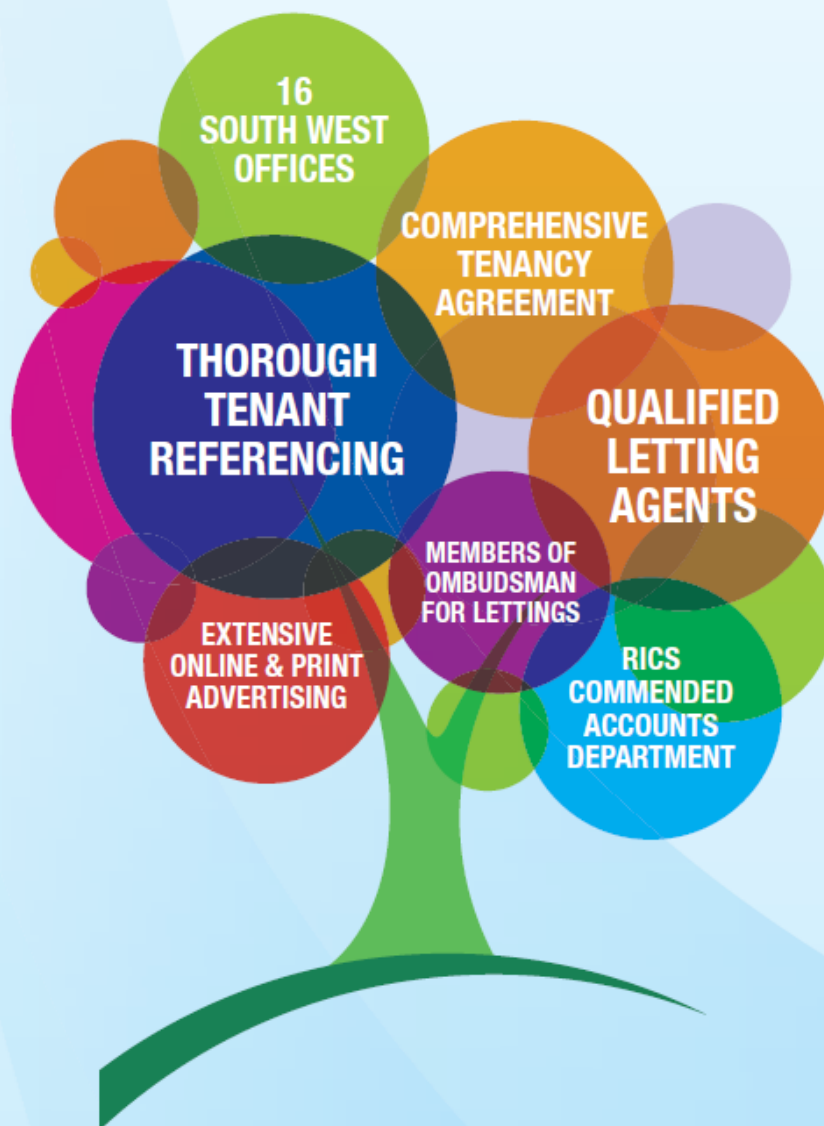 16
SOUTH WEST
OFFICES
COMPREHENSIVE
TENANCY
AGREEMENT
THOROUGH
TENANT
REFERENCING
QUALIFIED
LETTING
AGENTS
MEMBERS OF
OMBUDSMAN
FOR LETTINGS
EXTENSIVE
ONLINE & PRINT
ADVERTISING
RICS
COMMENDED
ACCOUNTS
DEPARTMENT